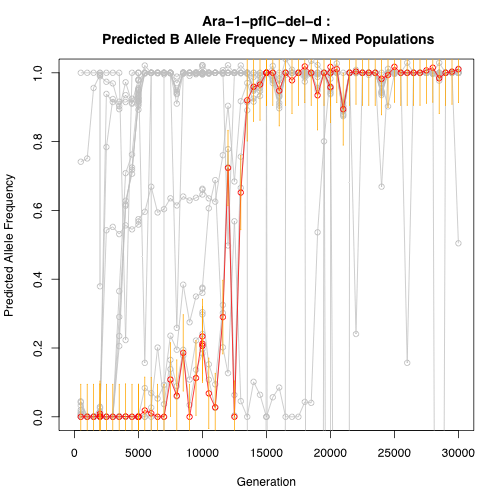 Ara−1−pflC−del−d :
Predicted B Allele Frequency − Mixed Populations
Predicted Allele Frequency
1.0
0.8
0.6
0.4
0.2
0.0
0 5000 10000 15000 20000 25000 30000
Generation